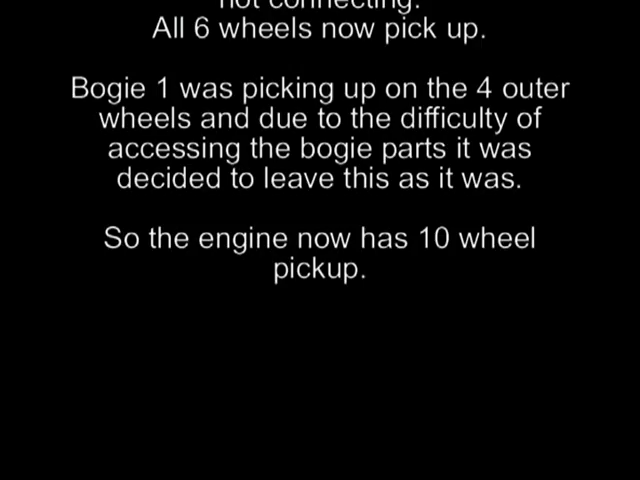 not connecting.
All 6 wheels now pick up.
Bogie 1 was picking up on the 4 outer
wheels and due to the difficulty of
accessing the bogie parts it was
decided to leave this as it was.
So the engine now has 10 wheel
pickup.